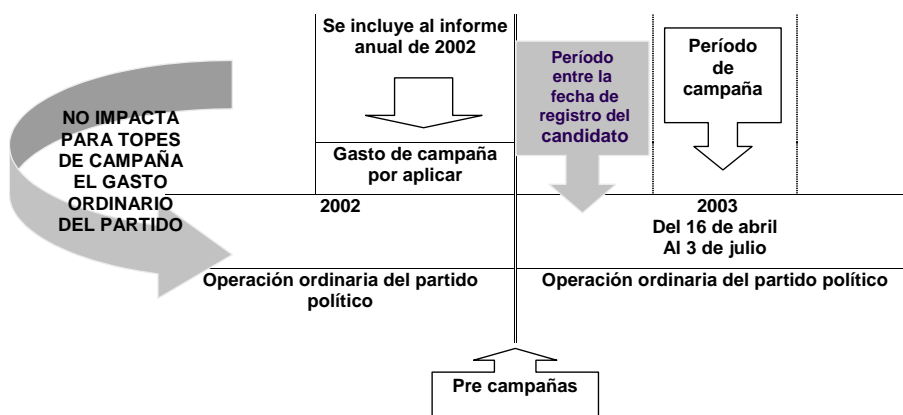 Se incluye al informe
anual de 2002
Período
entre la
fecha de
registro del
candidato
Período
de
campaña
NO IMPACTA
PARA TOPES
DE CAMPAÑA
EL GASTO
ORDINARIO
DEL PARTIDO
Gasto de campaña
por aplicar
2002
2003
Del 16 de abril
Al 3 de julio
Operación ordinaria del partido
político
Operación ordinaria del partido político
Pre campañas